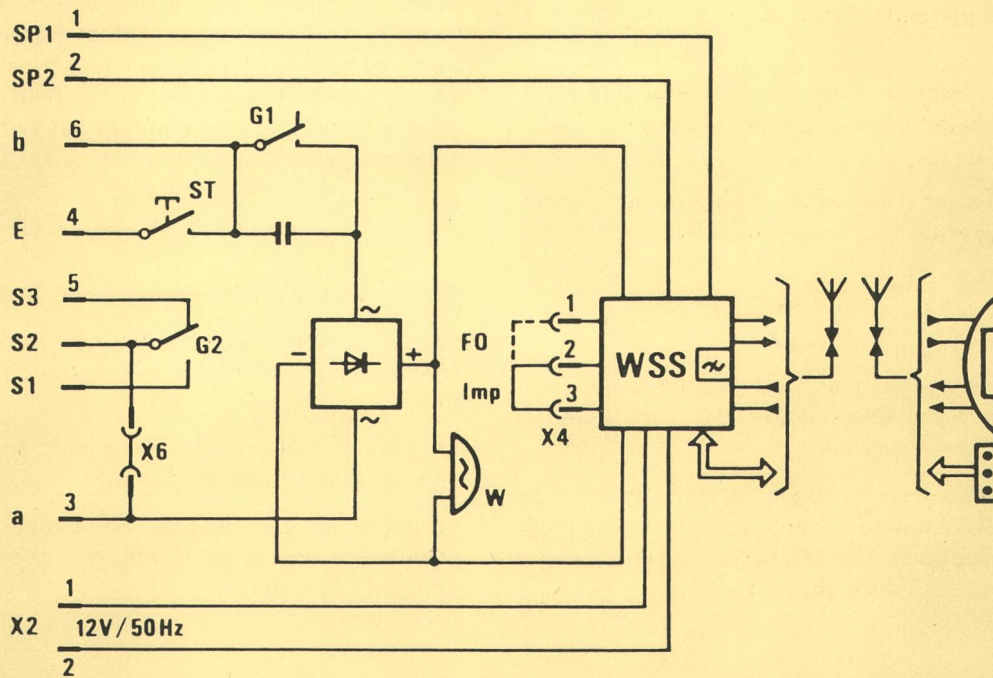 SP1 1
SP2 2
b 6
G1
ST
E 4
S3 5
S2
G2
S1
X6
a 3
~
- +
~
W
FO
Imp
1
2
3
X4
WSS ~
X2 1
12V/50Hz
2